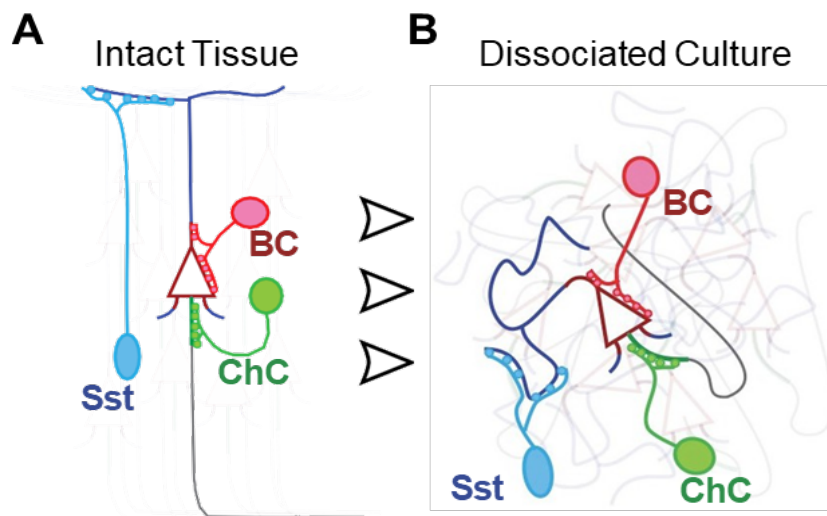 A
Intact Tissue
BC
ChC
Sst
B
Dissociated Culture
BC
Sst
ChC